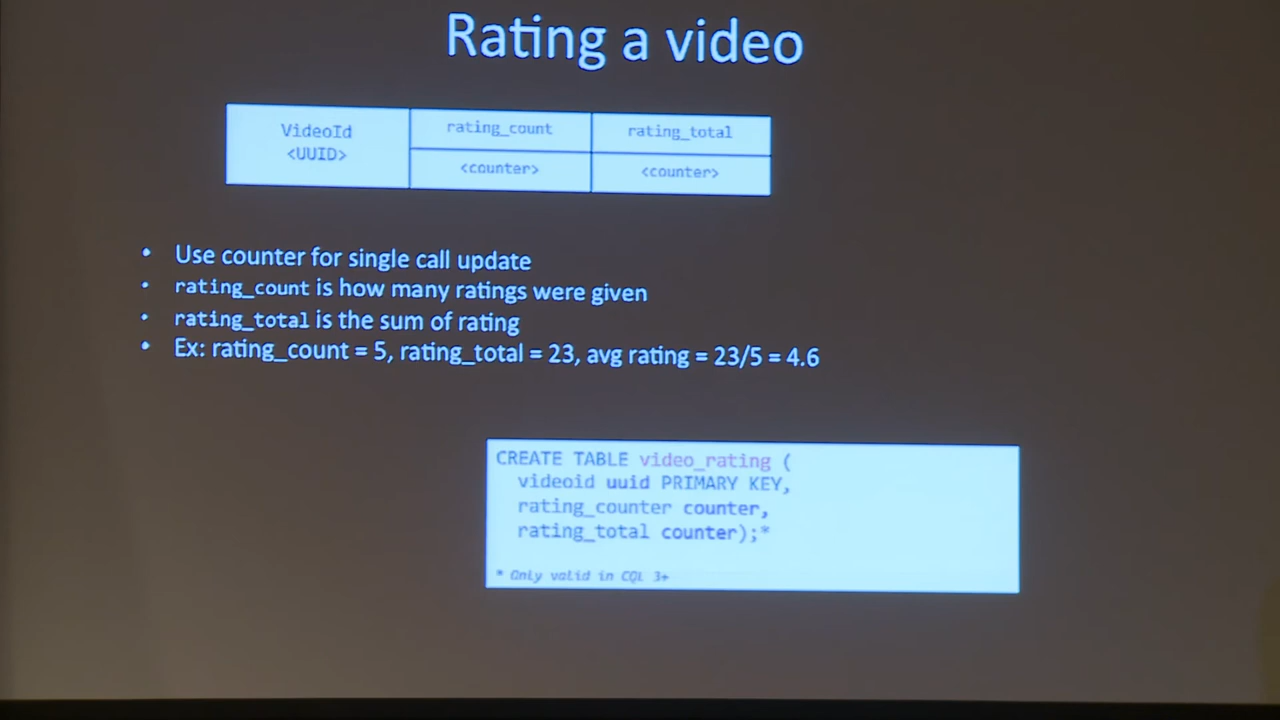 Rating a video
VideoId
<UUID>
rating_count
rating_total
<counter>
<counter>
• Use counter for single call update
• rating_count is how many ratings were given
• rating_total is the sum of rating
• Ex: rating_count = 5, rating_total = 23, avg rating = 23/5 = 4.6
CREATE TABLE video_rating (
videoid uuid PRIMARY KEY,
rating_counter counter,
rating_total counter);*
* Only valid in CQL 3+